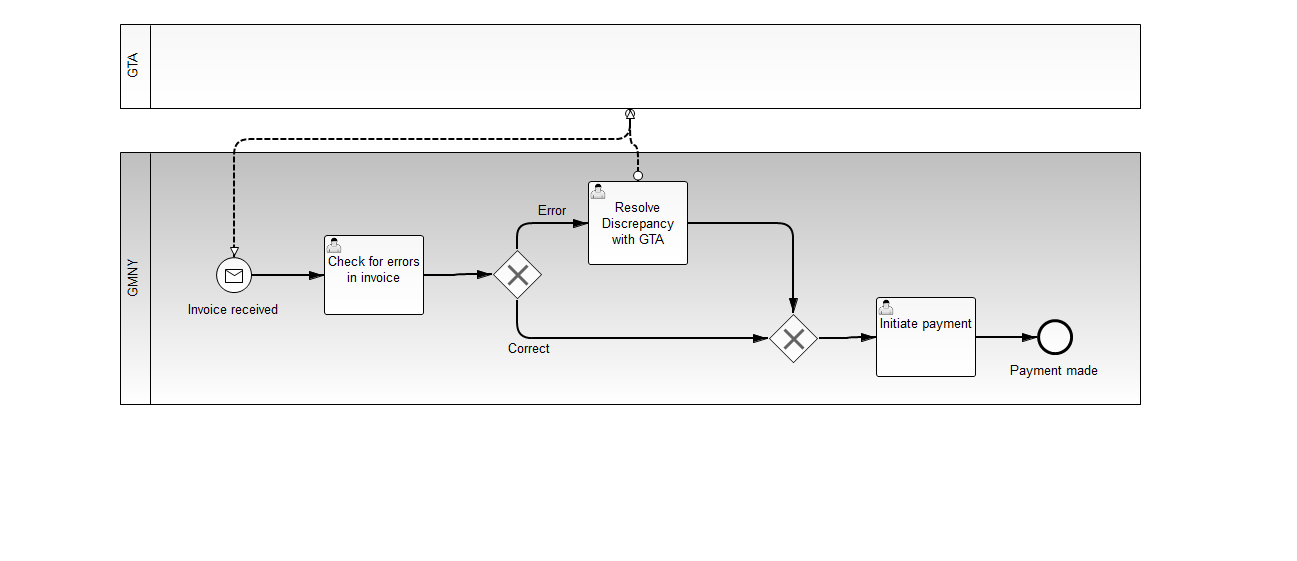 GTA
GMNY
Invoice received
Check for errors
in invoice
Error
Correct
Resolve
Discrepancy
with GTA
Initiate payment
Payment made